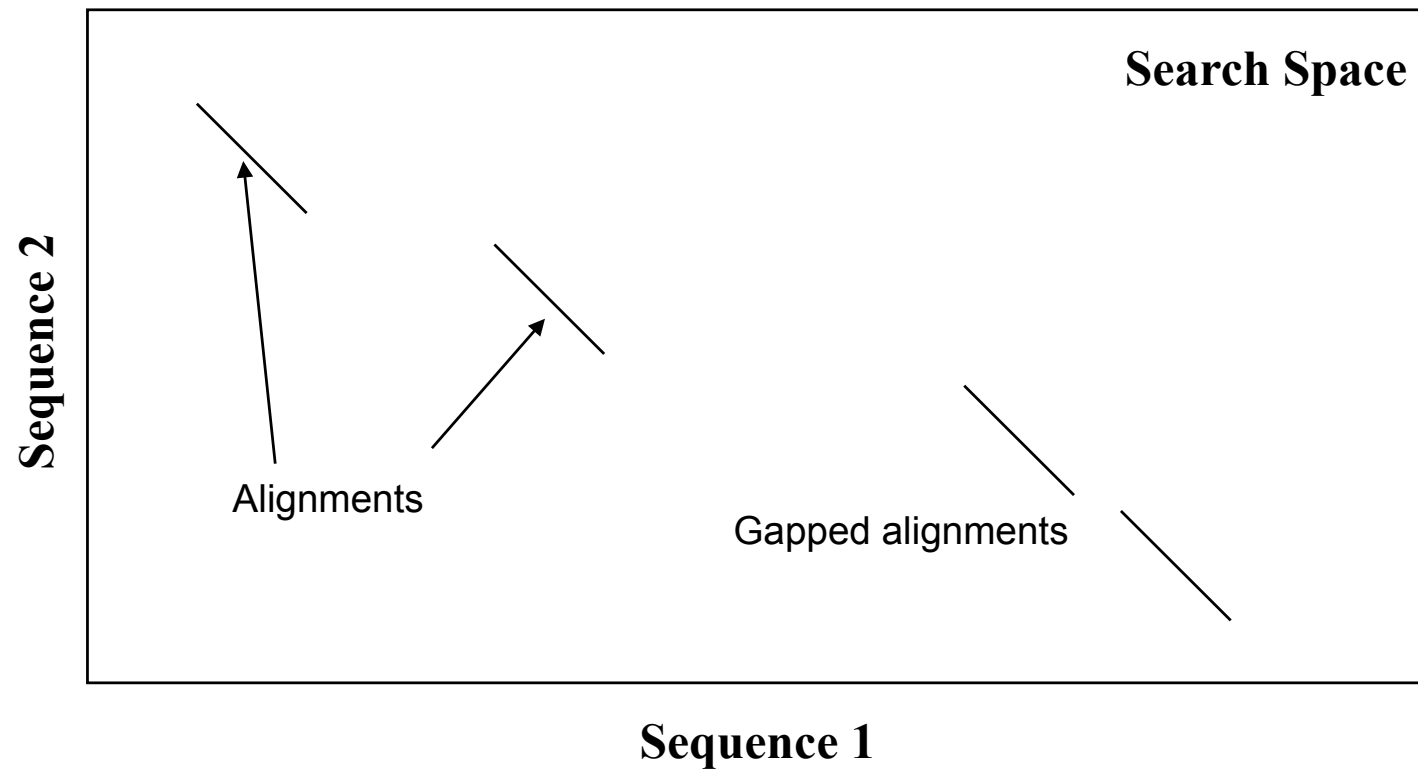 Search Space
Sequence 2
Alignments
Gapped alignments
Sequence 1